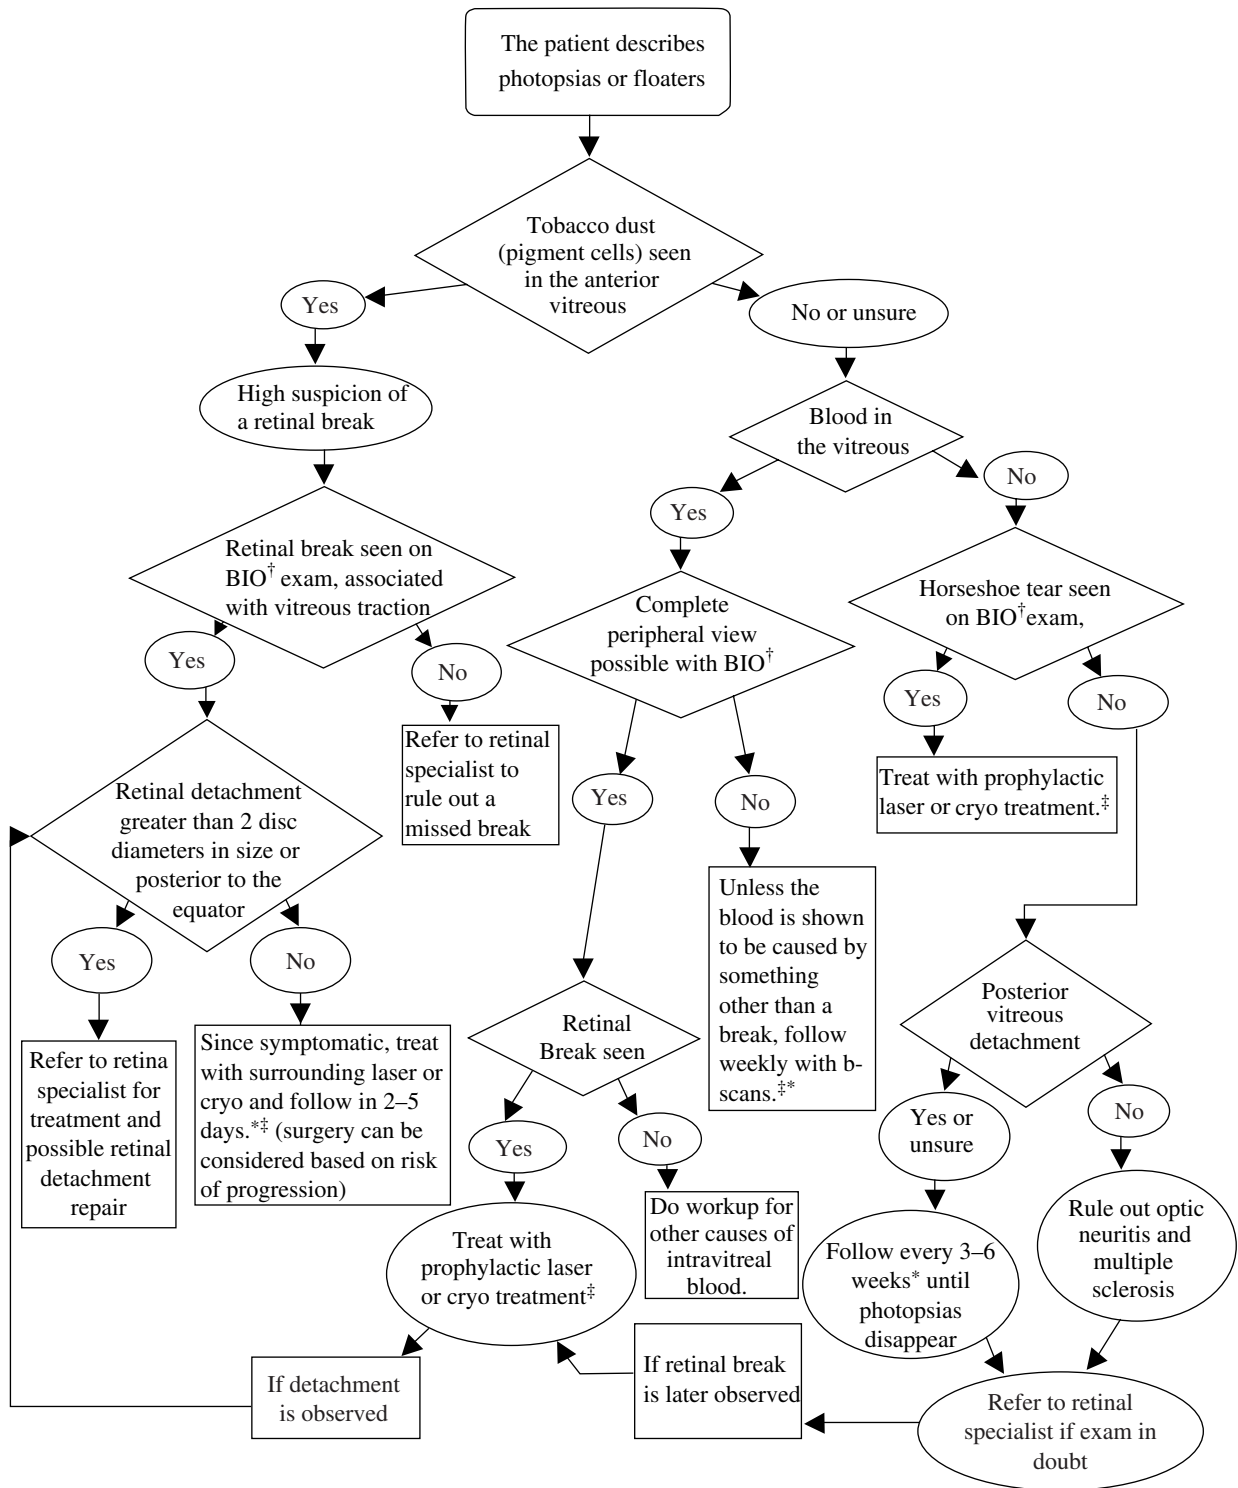 The patient describes
photopsias or floaters
Tobacco dust
(pigment cells) seen
in the anterior
vitreous
Yes
No or unsure
High suspicion of
a retinal break
Blood in
the vitreous
Yes
No
Retinal break seen on
BIO† exam, associated
with vitreous traction
Complete
peripheral view
possible with BIO†
Horseshoe tear seen
on BIO†exam,
Yes
No
Yes
No
Refer to retinal
specialist to
rule out a
missed break
Yes
No
Treat with prophylactic
laser or cryo treatment.‡
Retinal detachment
greater than 2 disc
diameters in size or
posterior to the
equator
Unless the
blood is shown
to be caused by
something
other than a
break, follow
weekly with b-
scans.‡*
Yes
No
Retinal
Break seen
Posterior
vitreous
detachment
Refer to retina
specialist for
treatment and
possible retinal
detachment
repair
Since symptomatic, treat
with surrounding laser or
cryo and follow in 2–5
days.*‡ (surgery can be
considered based on risk
of progression)
Yes
No
Yes or
unsure
No
Treat with
prophylactic laser
or cryo treatment‡
Do workup for
other causes of
intravitreal
blood.
Follow every 3–6
weeks* until
photopsias
disappear
Rule out optic
neuritis and
multiple
sclerosis
If detachment
is observed
If retinal break
is later observed
Refer to retinal
specialist if exam in
doubt